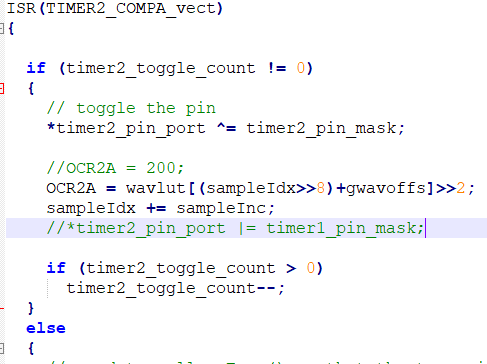 ISR(TIMER2_COMPA_vect)
{
if (timer2_toggle_count != 0)
{
// toggle the pin
*timer2_pin_port ^= timer2_pin_mask;
//OCR2A = 200;
OCR2A = wavlut[(sampleIdx>>8)+gwavoffs]>>2;
sampleIdx += sampleInc;
//*timer2_pin_port |= timer1_pin_mask;
if (timer2_toggle_count > 0)
timer2_toggle_count--;
}
else
{